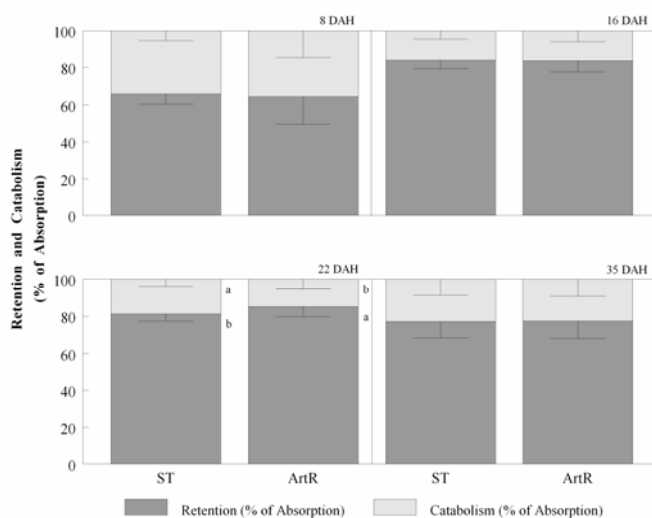 Retention and Catabolism
(% of Absorption)
8 DAH
16 DAH
100
80
60
40
20
0
22 DAH
35 DAH
100
80
60
40
20
0
a
b
b
a
ST
ArtR
ST
ArtR
Retention (% of Absorption)
Catabolism (% of Absorption)